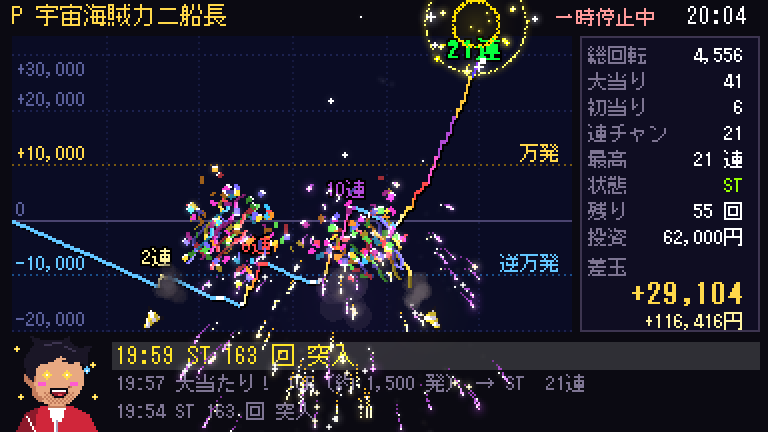 P 宇宙海賊カニ船長
一時停止中 20:04
+30,000
+20,000
+10,000
0
-10,000
-20,000
万発
逆万発
2連
10連
21連
総回転 4,556
大当り 41
初当り 6
連チャン 21
最高 21 連
状態 ST
残り 55 回
投資 62,000円
差玉
+29,104
+116,416円
19:59 ST 163 回 突入
19:57 大当たり! 1,500 発 → ST 21連
19:54 ST 163 回 突入